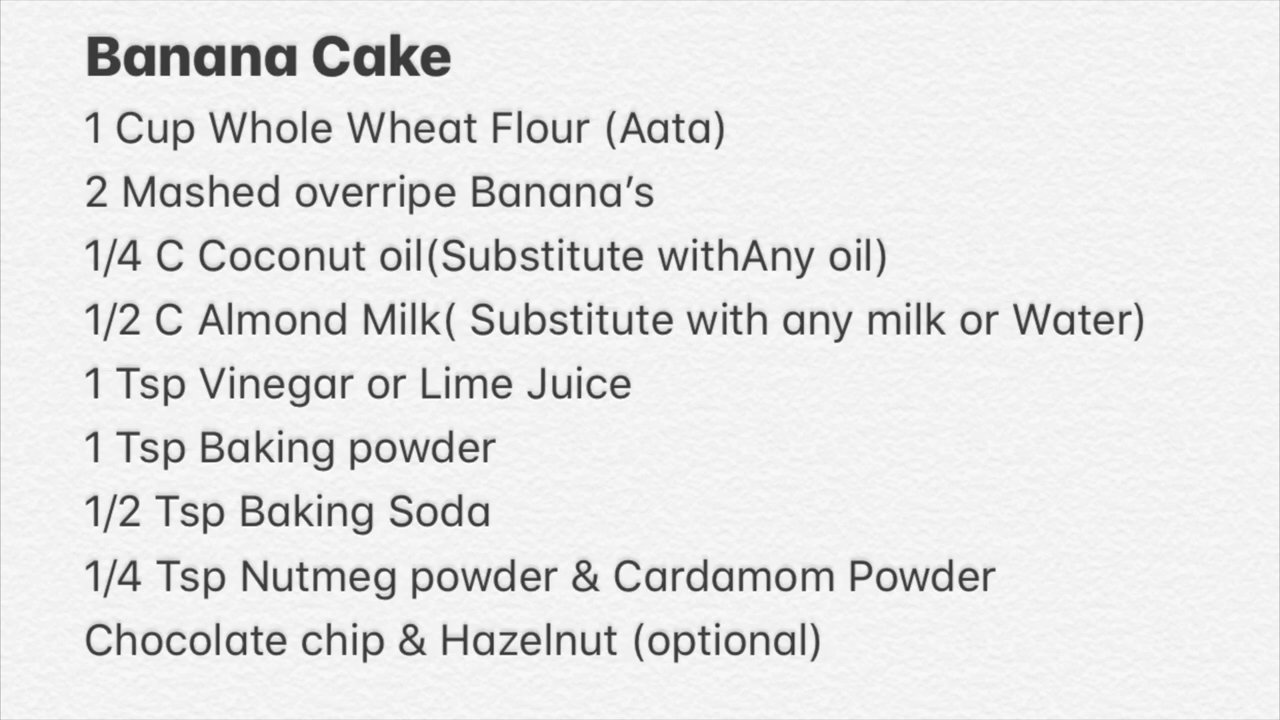 Banana Cake
1 Cup Whole Wheat Flour (Aata)
2 Mashed overripe Banana’s
1/4 C Coconut oil(Substitute withAny oil)
1/2 C Almond Milk( Substitute with any milk or Water)
1 Tsp Vinegar or Lime Juice
1 Tsp Baking powder
1/2 Tsp Baking Soda
1/4 Tsp Nutmeg powder & Cardamom Powder
Chocolate chip & Hazelnut (optional)